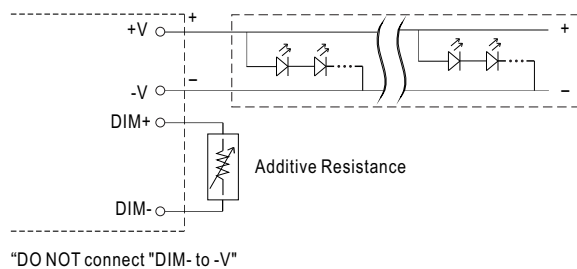 +V + +
-V − −
DIM+
Additive Resistance
DIM-
“DO NOT connect "DIM- to -V"